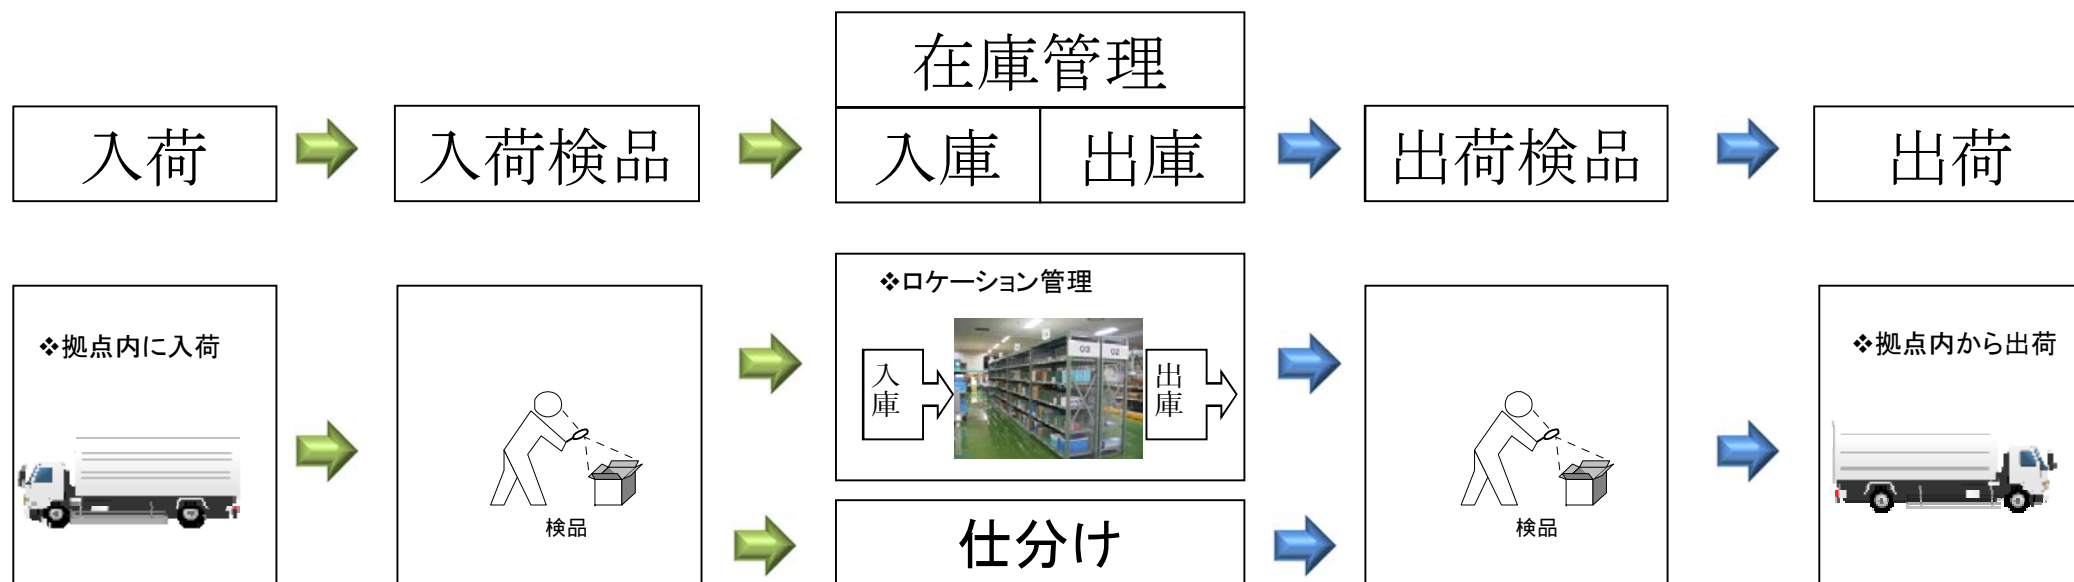 在庫管理
入荷
入荷検品
入庫
出庫
出荷検品
出荷
❖拠点内に入荷
❖ロケーション管理
❖拠点内から出荷
入庫
03
02
出庫
検品
仕分け
検品